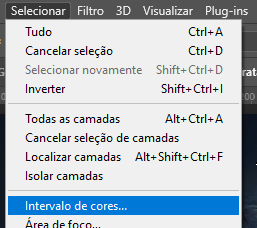 Selecionar Filtro 3D Visualizar Plug-ins
Tudo Ctrl+A
Cancelar seleção Ctrl+D
Selecionar novamente Shift+Ctrl+D
Inverter Shift+Ctrl+I
Todas as camadas Alt+Ctrl+A
Cancelar seleção de camadas
Localizar camadas Alt+Shift+Ctrl+F
Isolar camadas
Intervalo de cores...
Área de foco...